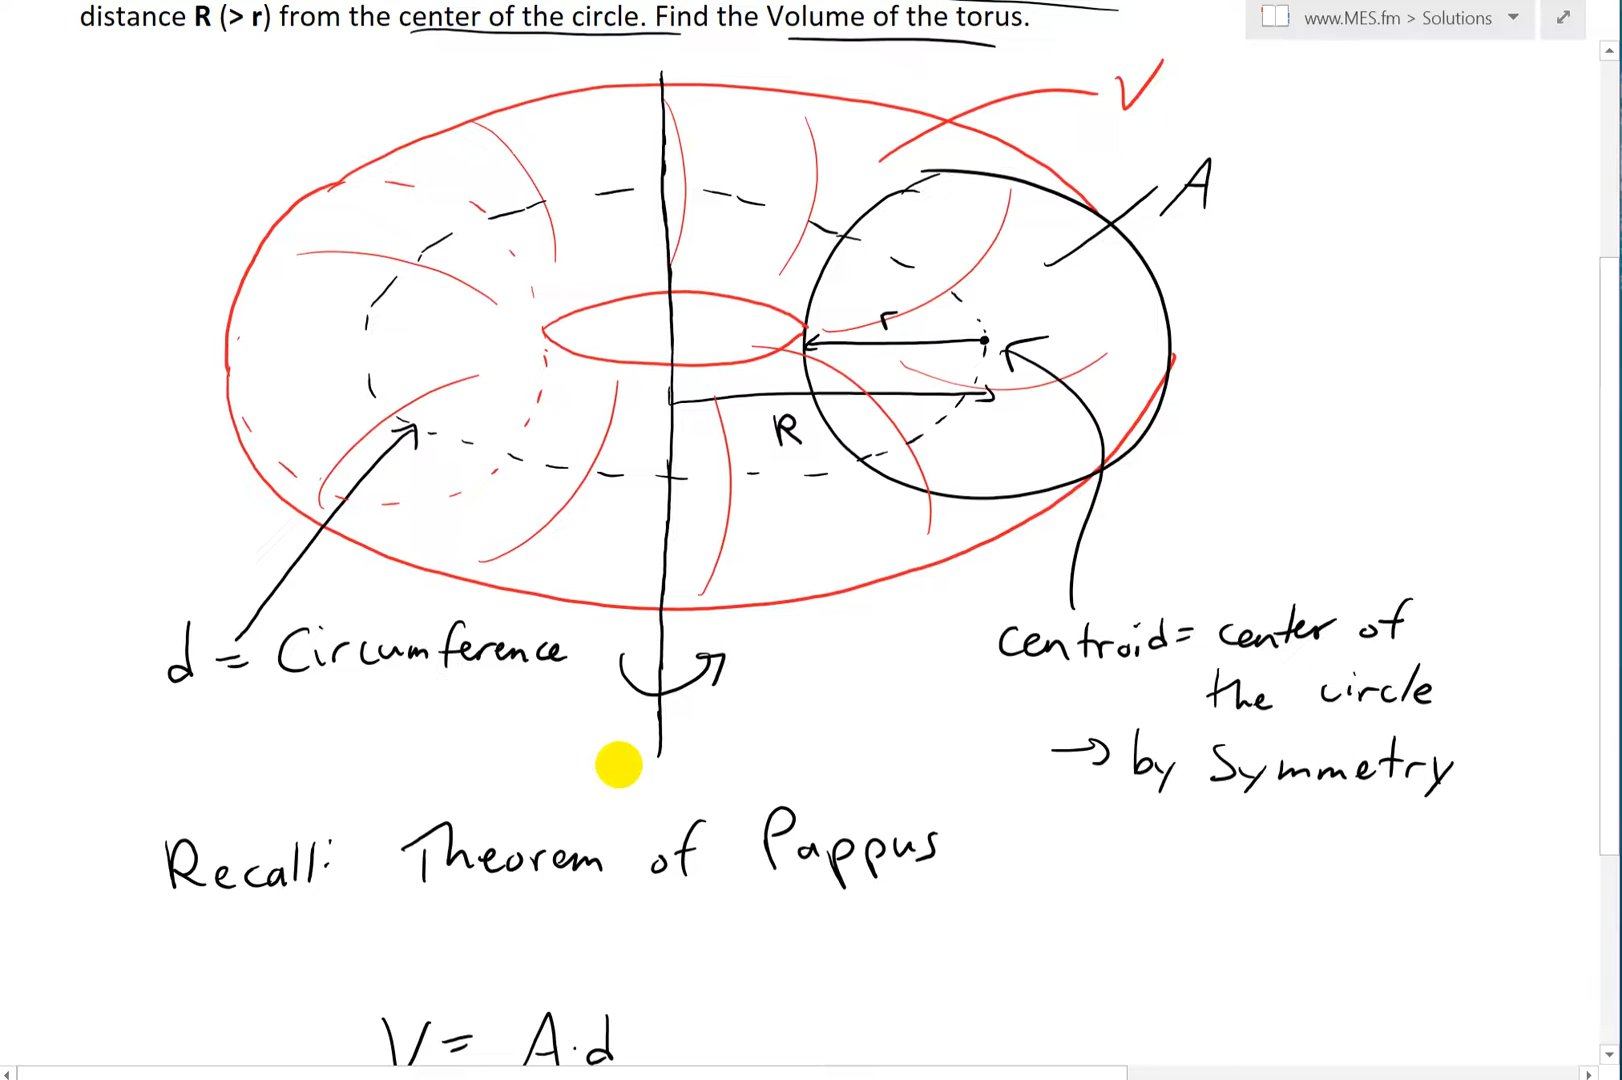 distance R (> r) from the center of the circle. Find the Volume of the torus.
www.MES.fm > Solutions
V
A
r
R
d = Circumference
centroid = center of
the circle
→ by Symmetry
Recall: Theorem of Pappus
V = A·d